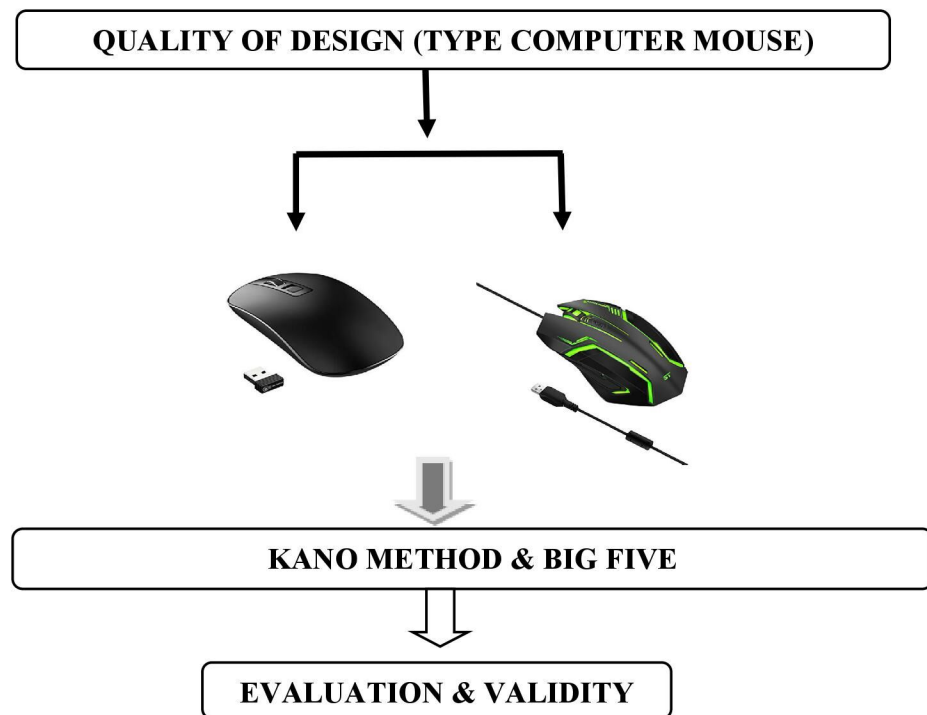 QUALITY OF DESIGN (TYPE COMPUTER MOUSE)
KANO METHOD & BIG FIVE
EVALUATION & VALIDITY